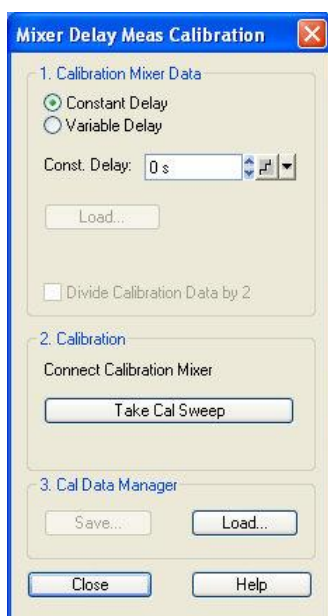 Mixer Delay Meas Calibration
1. Calibration Mixer Data
Constant Delay
Variable Delay
Const. Delay: 0 s
Load...
Divide Calibration Data by 2
2. Calibration
Connect Calibration Mixer
Take Cal Sweep
3. Cal Data Manager
Save... Load...
Close Help